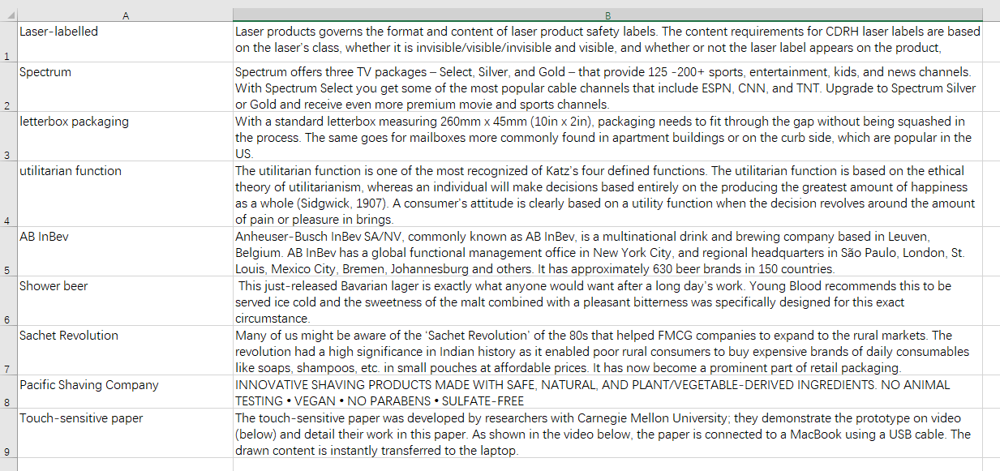 A B
1 Laser-labelled Laser products governs the format and content of laser product safety labels. The content requirements for CDRH laser labels are based
on the laser's class, whether it is invisible/visible/invisible and visible, and whether or not the laser label appears on the product,
2 Spectrum Spectrum offers three TV packages – Select, Silver, and Gold – that provide 125 -200+ sports, entertainment, kids, and news channels.
With Spectrum Select you get some of the most popular cable channels that include ESPN, CNN, and TNT. Upgrade to Spectrum Silver
or Gold and receive even more premium movie and sports channels.
3 letterbox packaging With a standard letterbox measuring 260mm x 45mm (10in x 2in), packaging needs to fit through the gap without being squashed in
the process. The same goes for mailboxes more commonly found in apartment buildings or on the curb side, which are popular in the
US.
4 utilitarian function The utilitarian function is one of the most recognized of Katz's four defined functions. The utilitarian function is based on the ethical
theory of utilitarianism, whereas an individual will make decisions based entirely on the producing the greatest amount of happiness
as a whole (Sidgwick, 1907). A consumer's attitude is clearly based on a utility function when the decision revolves around the amount
of pain or pleasure in brings.
5 AB InBev Anheuser-Busch InBev SA/NV, commonly known as AB InBev, is a multinational drink and brewing company based in Leuven,
Belgium. AB InBev has a global functional management office in New York City, and regional headquarters in São Paulo, London, St.
Louis, Mexico City, Bremen, Johannesburg and others. It has approximately 630 beer brands in 150 countries.
6 Shower beer This just-released Bavarian lager is exactly what anyone would want after a long day's work. Young Blood recommends this to be
served ice cold and the sweetness of the malt combined with a pleasant bitterness was specifically designed for this exact
circumstance.
7 Sachet Revolution Many of us might be aware of the 'Sachet Revolution' of the 80s that helped FMCG companies to expand to the rural markets. The
revolution had a high significance in Indian history as it enabled poor rural consumers to buy expensive brands of daily consumables
like soaps, shampoos, etc. in small pouches at affordable prices. It has now become a prominent part of retail packaging.
8 Pacific Shaving Company INNOVATIVE SHAVING PRODUCTS MADE WITH SAFE, NATURAL, AND PLANT/VEGETABLE-DERIVED INGREDIENTS. NO ANIMAL
TESTING • VEGAN • NO PARABENS • SULFATE-FREE
9 Touch-sensitive paper The touch-sensitive paper was developed by researchers with Carnegie Mellon University; they demonstrate the prototype on video
(below) and detail their work in this paper. As shown in the video below, the paper is connected to a MacBook using a USB cable. The
drawn content is instantly transferred to the laptop.